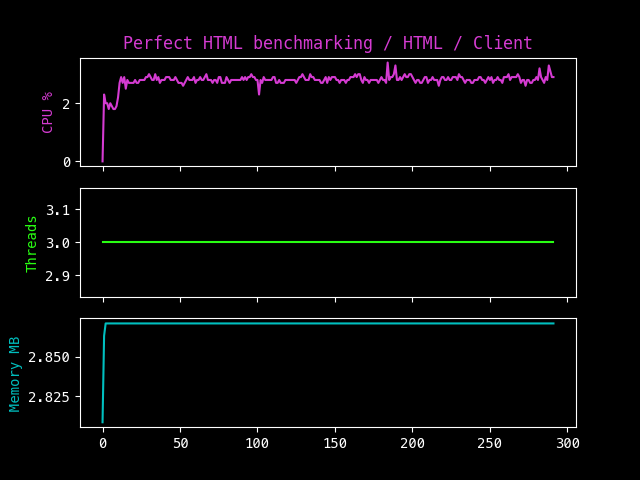 Perfect HTML benchmarking / HTML / Client
CPU %
2
0
Threads
3.1
3.0
2.9
Memory MB
2.850
2.825
0 50 100 150 200 250 300